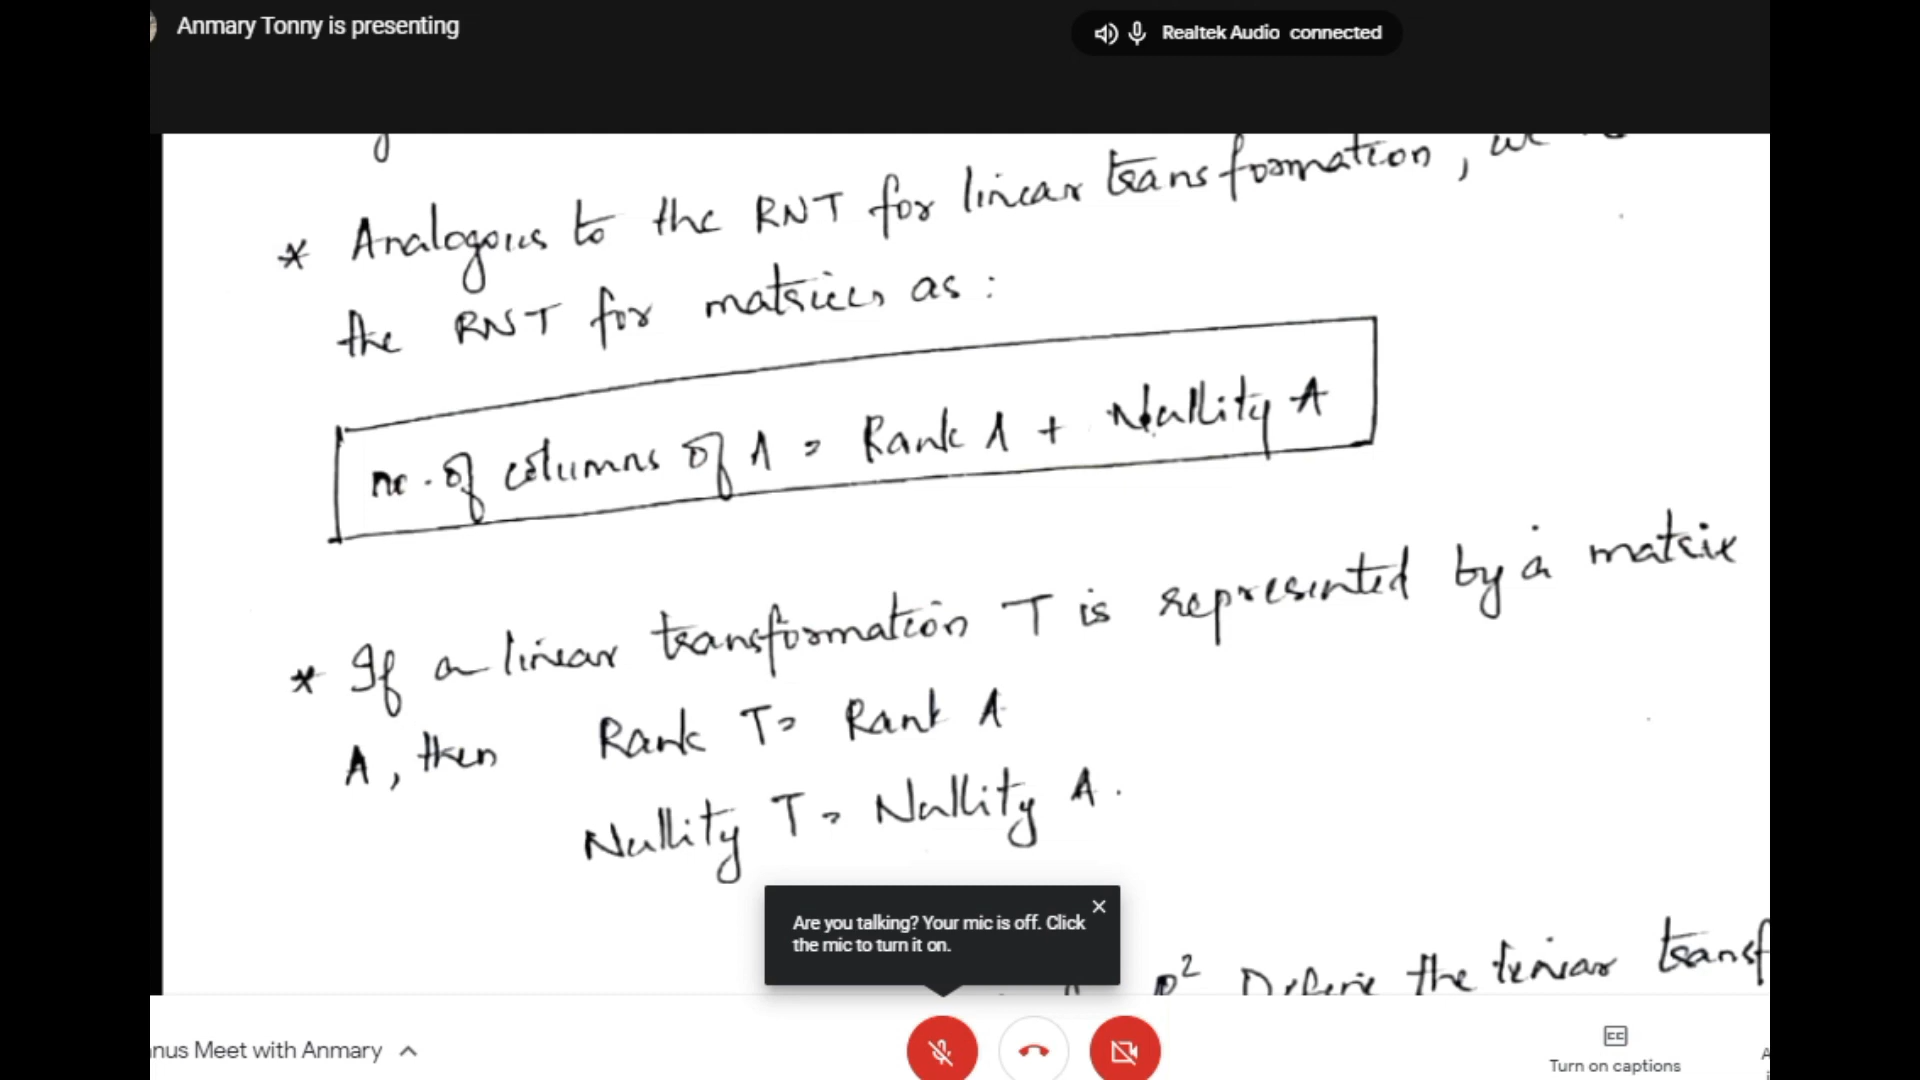 Anmary Tonny is presenting
Realtek Audio connected
* Analogous to the RNT for linear transformation,
the RNT for matrices as:
no. of columns of A = Rank A + Nullity A
* If a linear transformation T is represented by a matrix
A, then Rank T = Rank A
Nullity T = Nullity A.
Are you talking? Your mic is off. Click
the mic to turn it on.
Define the linear transf
nus Meet with Anmary
Turn on captions